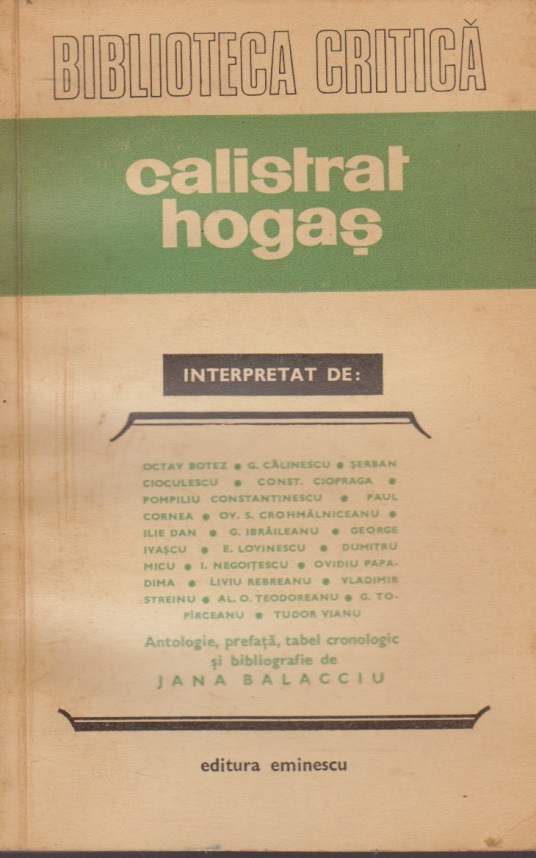 BIBLIOTECA CRITICĂ
calistrat
hogaș
INTERPRETAT DE:
OCTAV BOTEZ • G. CĂLINESCU • ȘERBAN
CIOCULESCU • CONST. CIOPRAGA •
POMPILIU CONSTANTINESCU • PAUL
CORNEA • OV. S. CROHMĂLNICEANU •
ILIE DAN • G. IBRĂILEANU • GEORGE
IVAȘCU • E. LOVINESCU • DUMITRU
MICU • I. NEGOIȚESCU • OVIDIU PAPA-
DIMA • LIVIU REBREANU • VLADIMIR
STREINU • AL. O. TEODOREANU • G. TO-
PÎRCEANU • TUDOR VIANU
Antologie, prefață, tabel cronologic
și bibliografie de
JANA BALACCIU
editura eminescu